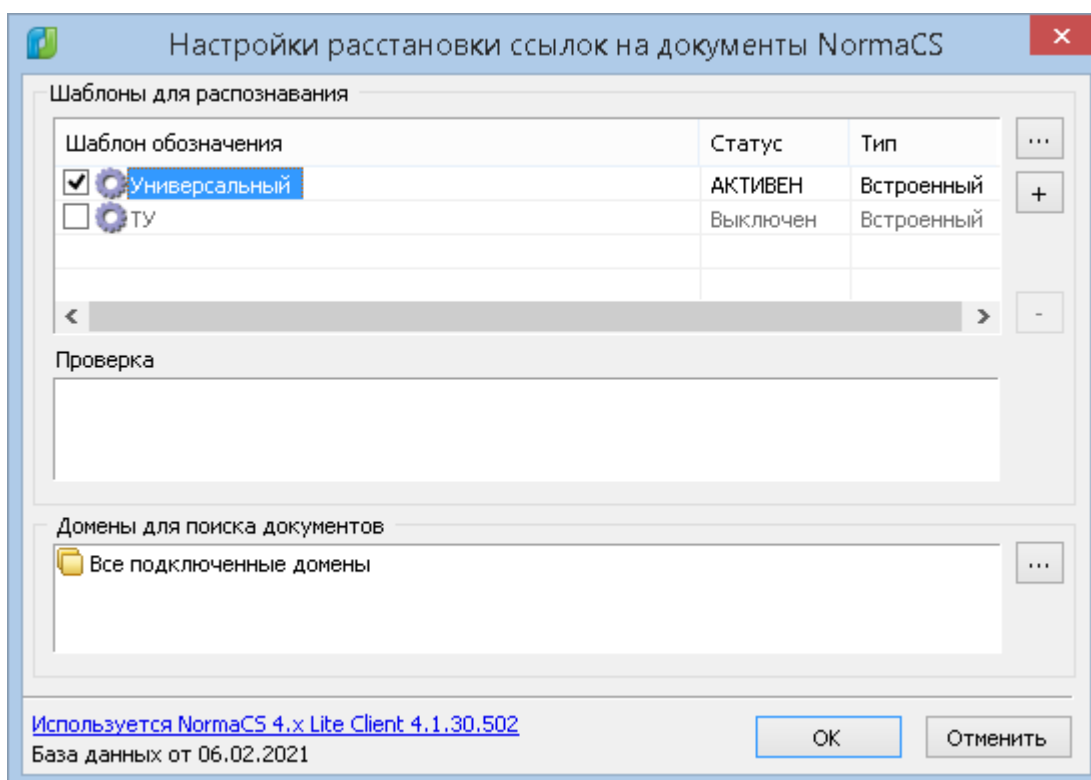 Настройки расстановки ссылок на документы NormaCS
Шаблоны для распознавания
Шаблон обозначения Статус Тип
Универсальный АКТИВЕН Встроенный
ТУ Выключен Встроенный
Проверка
Домены для поиска документов
Все подключенные домены
Используется NormaCS 4.x Lite Client 4.1.30.502
База данных от 06.02.2021
ОК Отменить